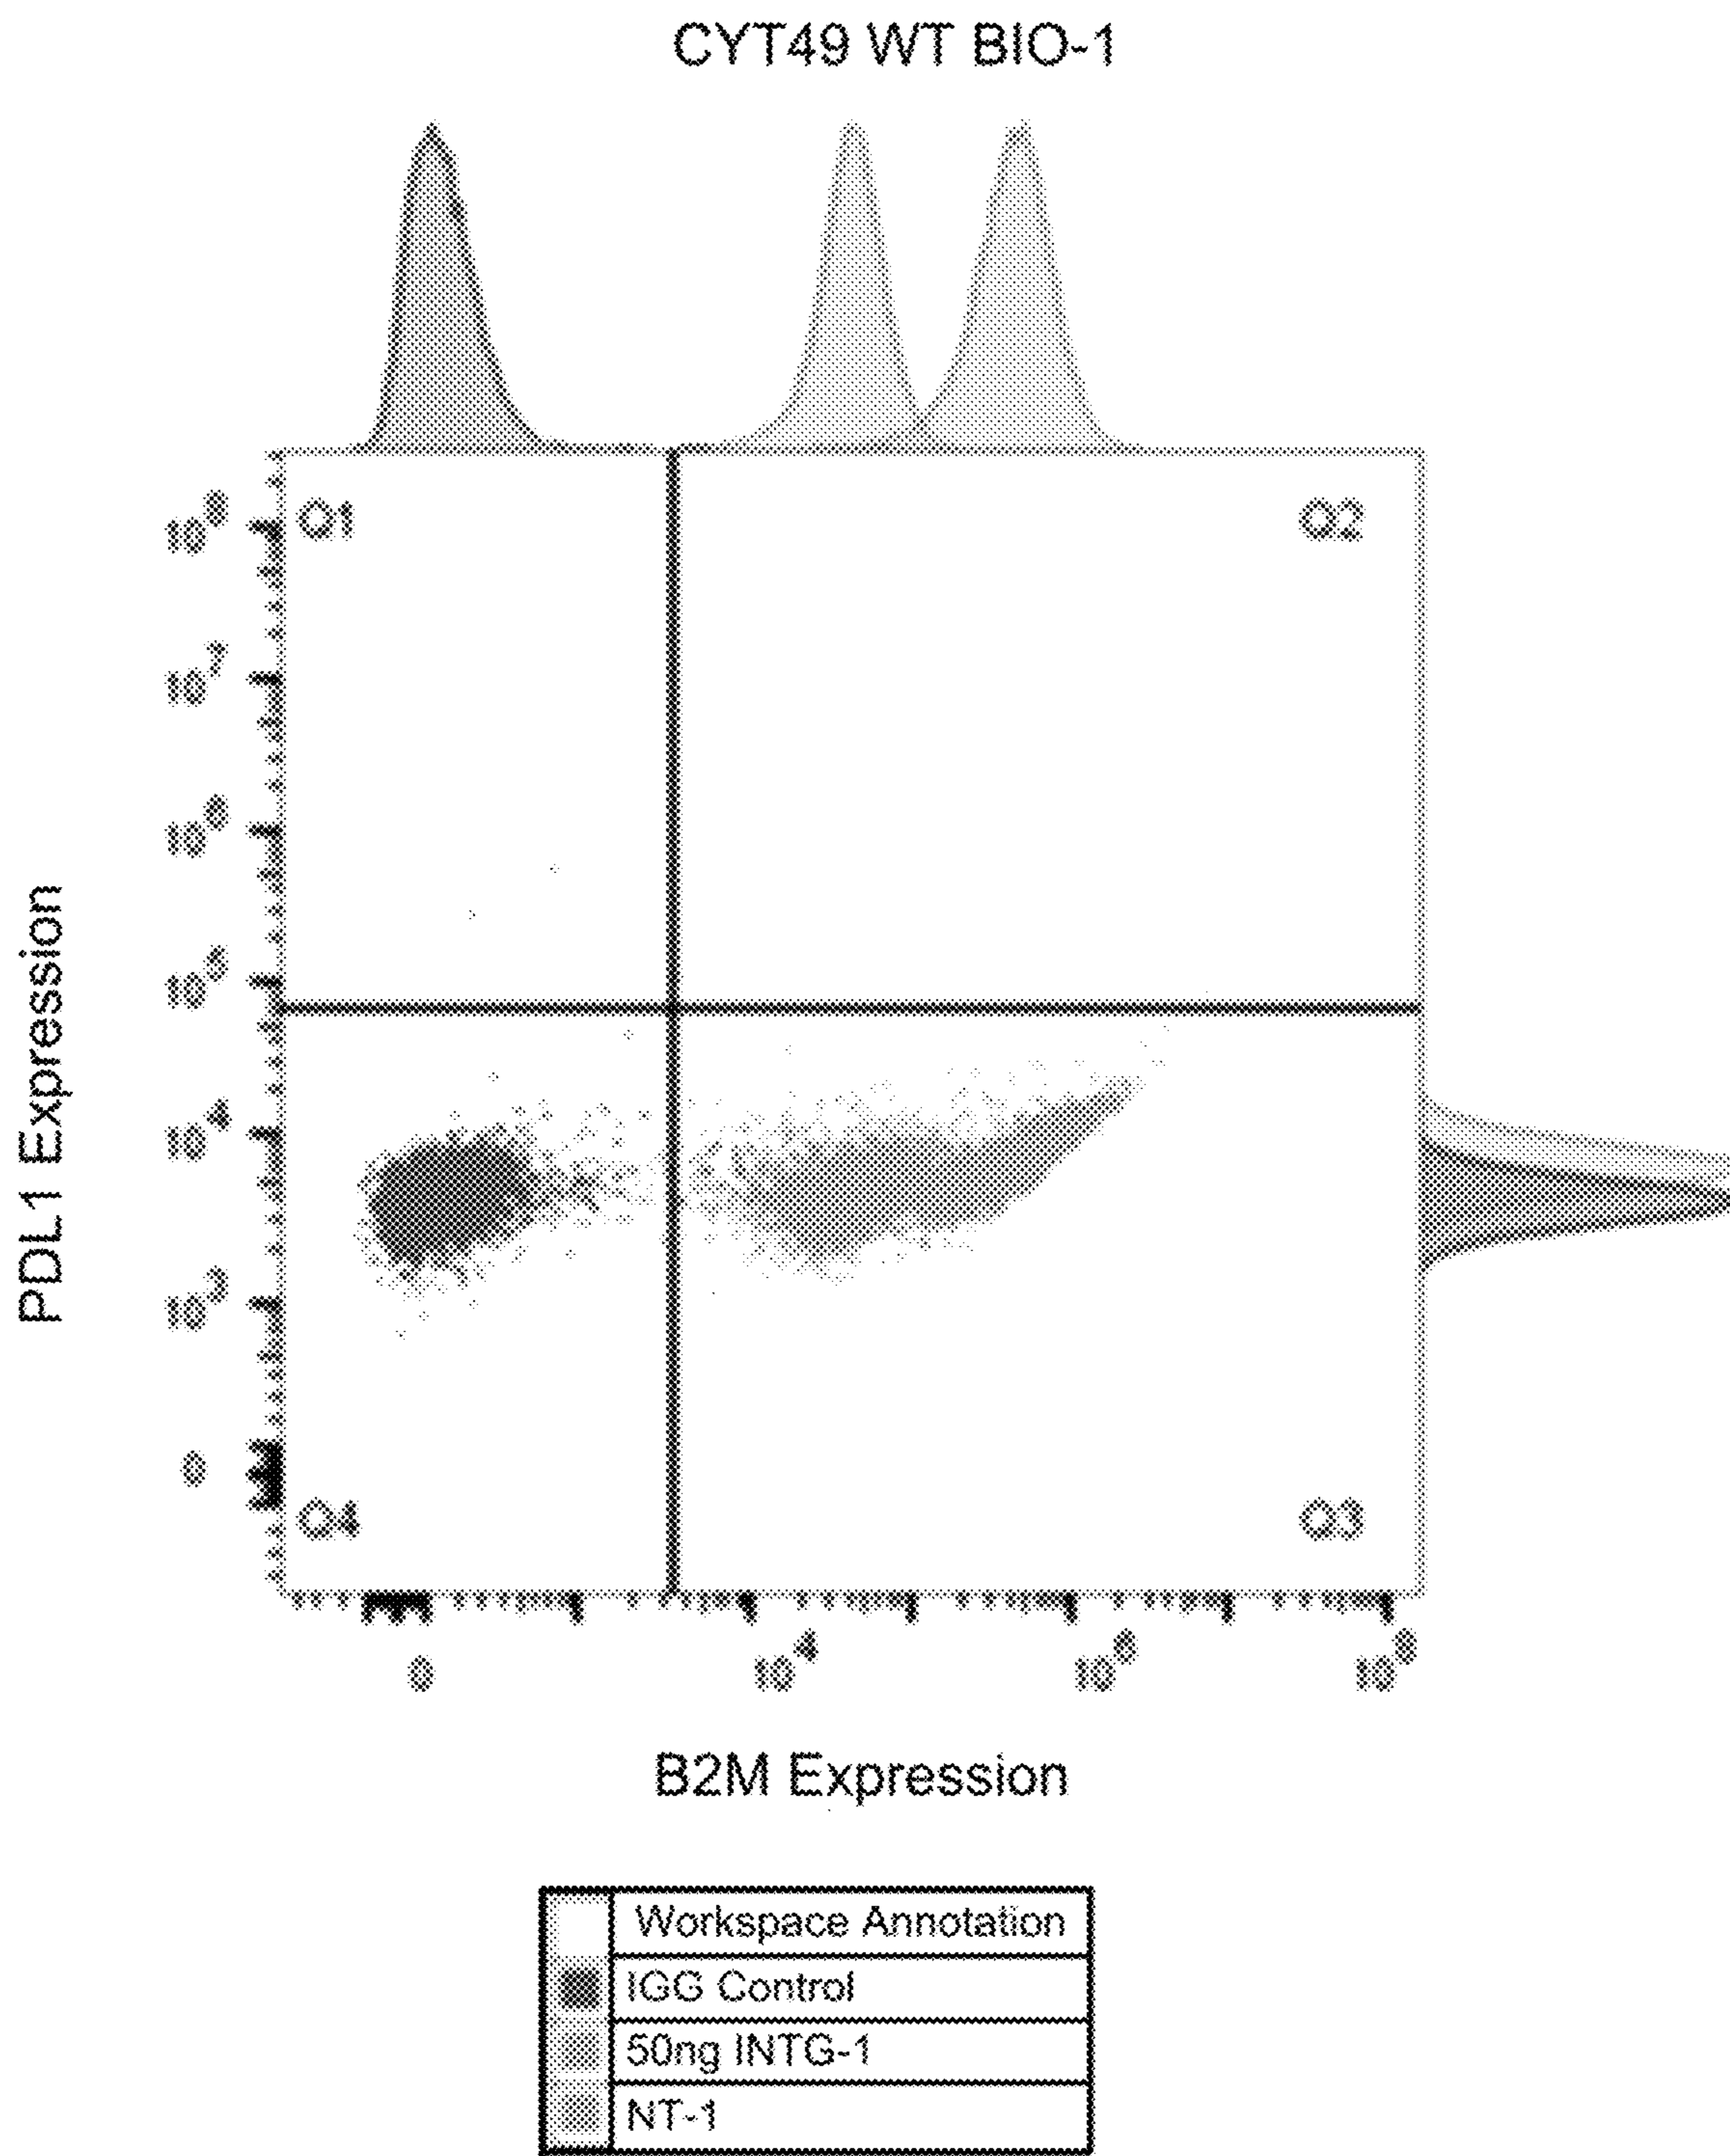 CYT49 WT BIO-1
Q1
Q2
10^8
10^7
10^6
10^5
10^4
10^3
0
PDL1 Expression
Q4
Q3
0
10^4
10^6
10^8
B2M Expression
Workspace Annotation
IGG Control
50ng INTG-1
NT-1